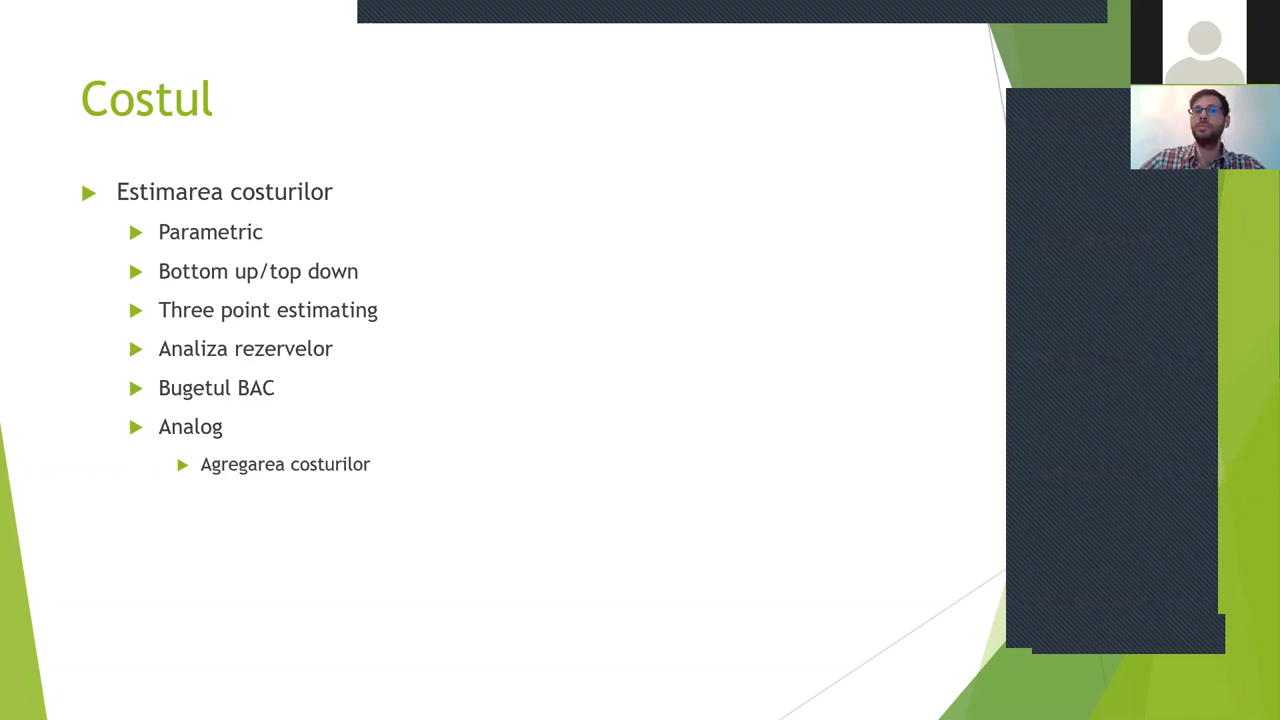 Costul
Estimarea costurilor
Parametric
Bottom up/top down
Three point estimating
Analiza rezervelor
Bugetul BAC
Analog
Agregarea costurilor